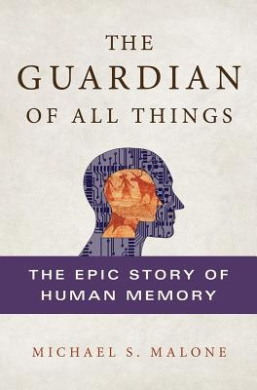 THE
GUARDIAN
OF ALL THINGS
THE EPIC STORY OF
HUMAN MEMORY
MICHAEL S. MALONE